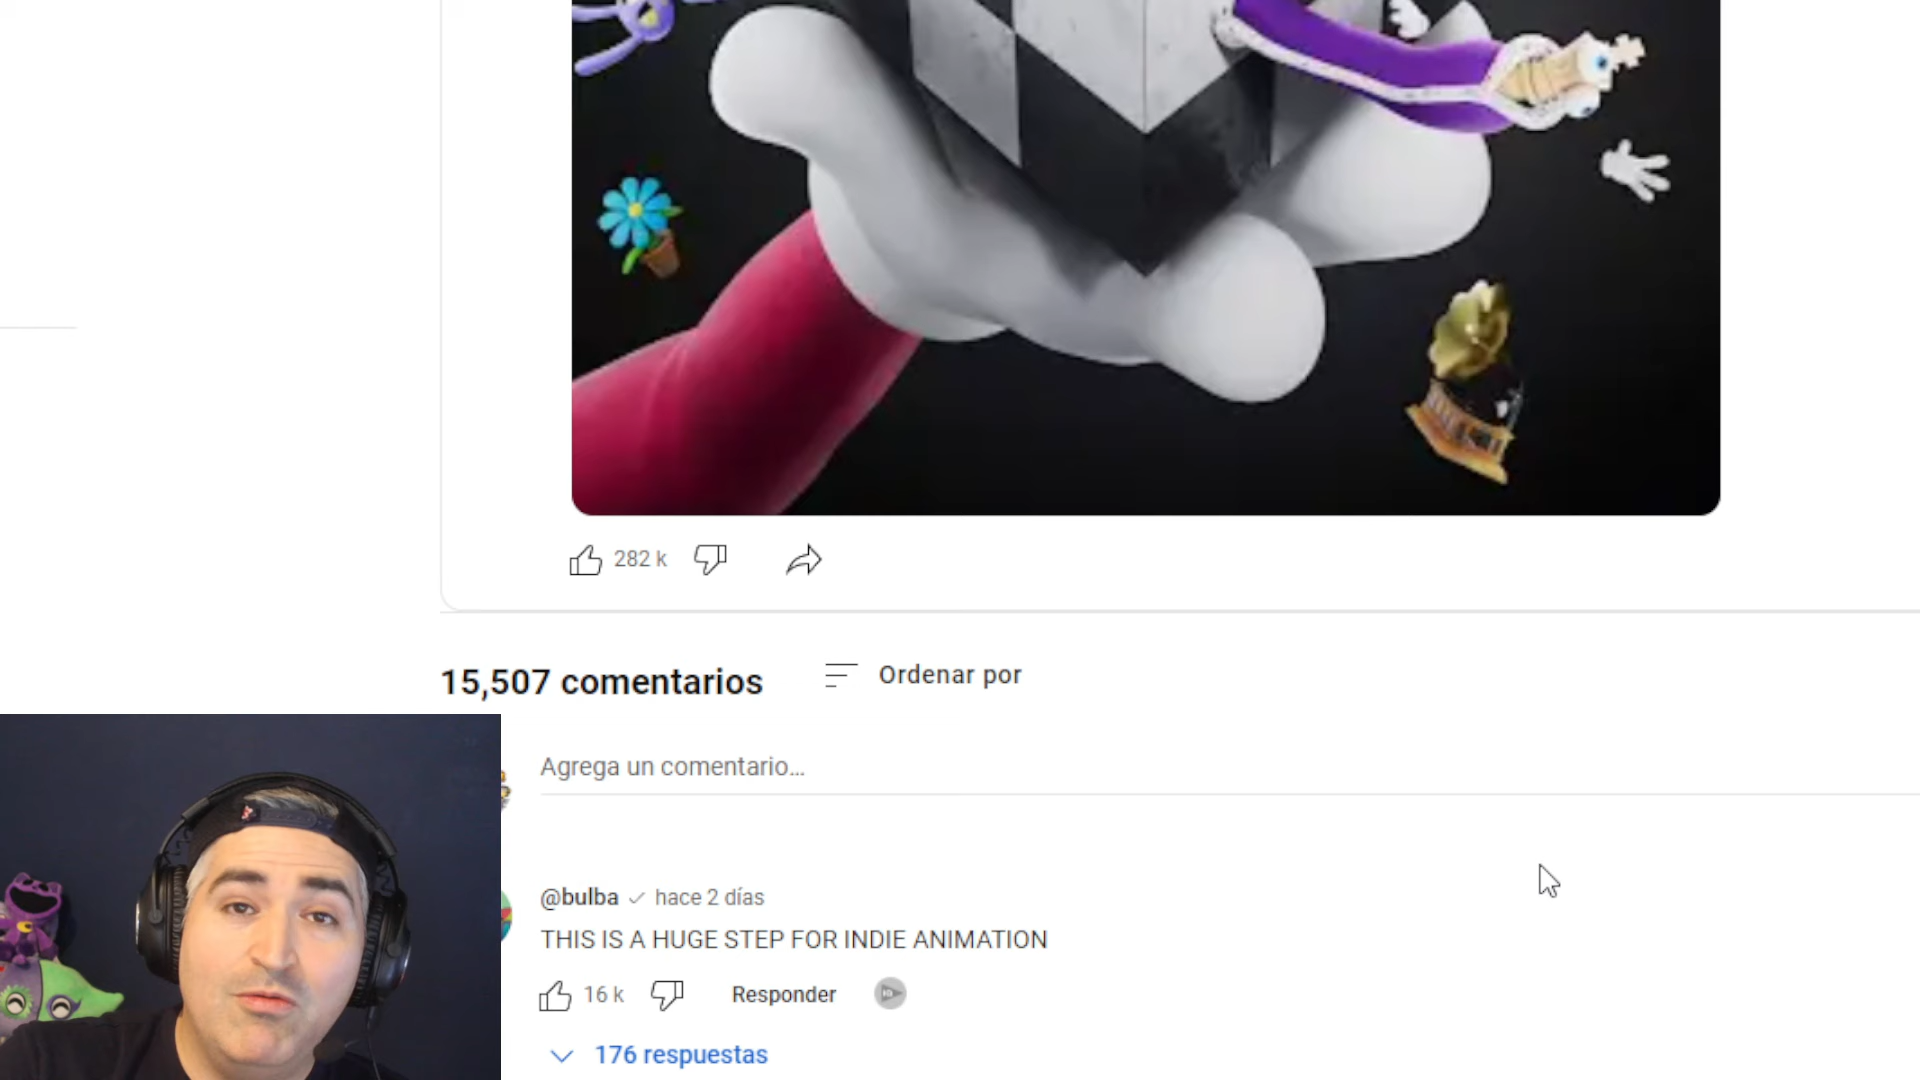 282 k
15,507 comentarios
Ordenar por
Agrega un comentario...
@bulba hace 2 días
THIS IS A HUGE STEP FOR INDIE ANIMATION
16 k Responder
176 respuestas